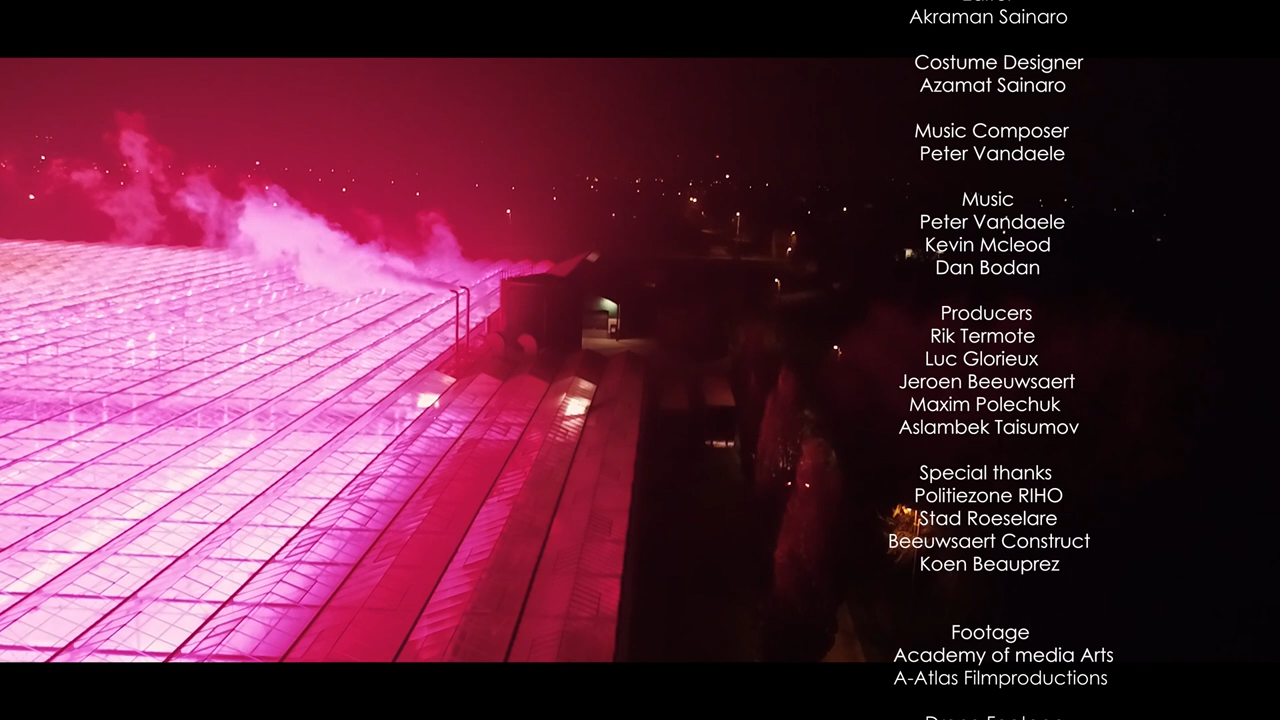 Akraman Sainaro
Costume Designer
Azamat Sainaro
Music Composer
Peter Vandaele
Music
Peter Vandaele
Kevin Mcleod
Dan Bodan
Producers
Rik Termote
Luc Glorieux
Jeroen Beeuwsaert
Maxim Polechuk
Aslambek Taisumov
Special thanks
Politiezone RIHO
Stad Roeselare
Beeuwsaert Construct
Koen Beauprez
Footage
Academy of media Arts
A-Atlas Filmproductions